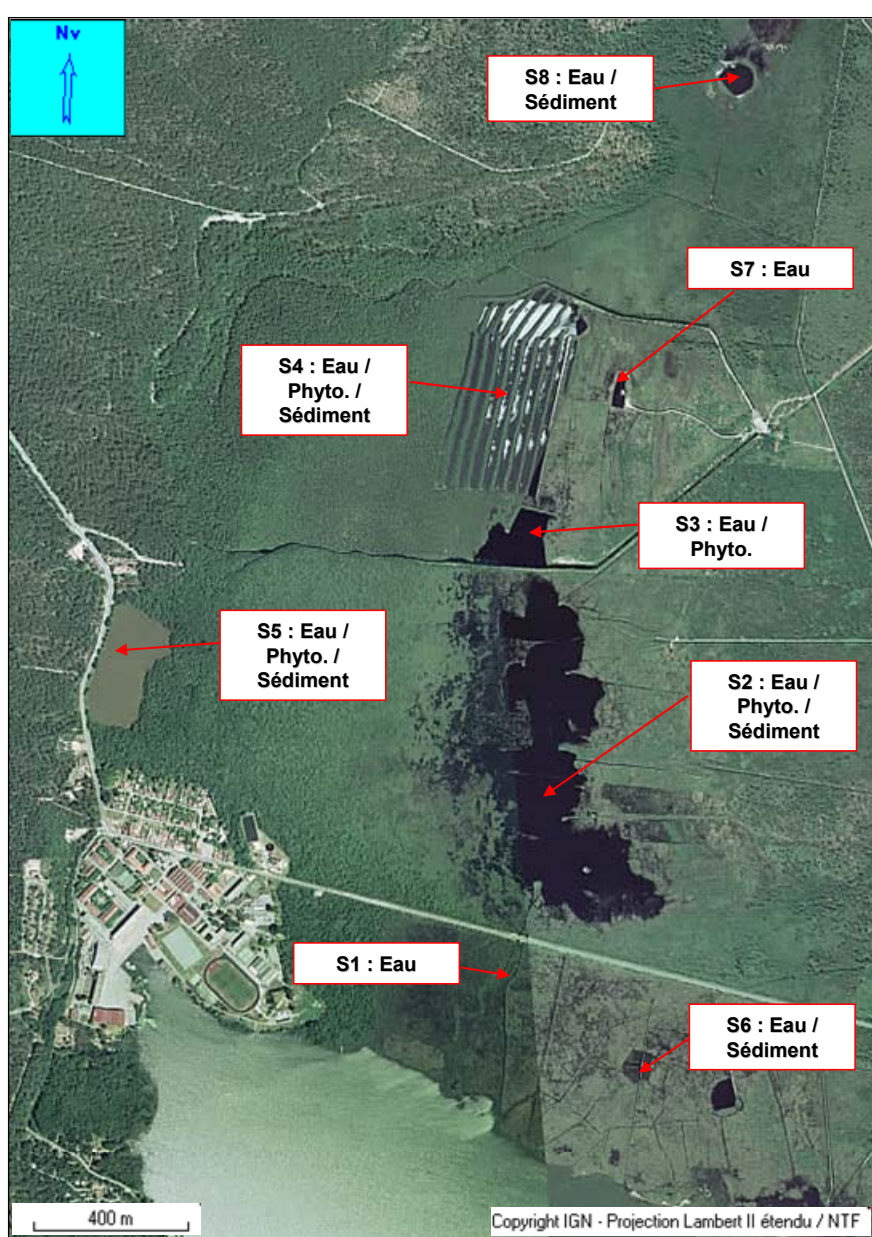 Nv
S8 : Eau /
Sédiment
S7 : Eau
S4 : Eau /
Phyto. /
Sédiment
S3 : Eau /
Phyto.
S5 : Eau /
Phyto. /
Sédiment
S2 : Eau /
Phyto. /
Sédiment
S1 : Eau
S6 : Eau /
Sédiment
400 m
Copyright IGN - Projection Lambert II étendu / NTF